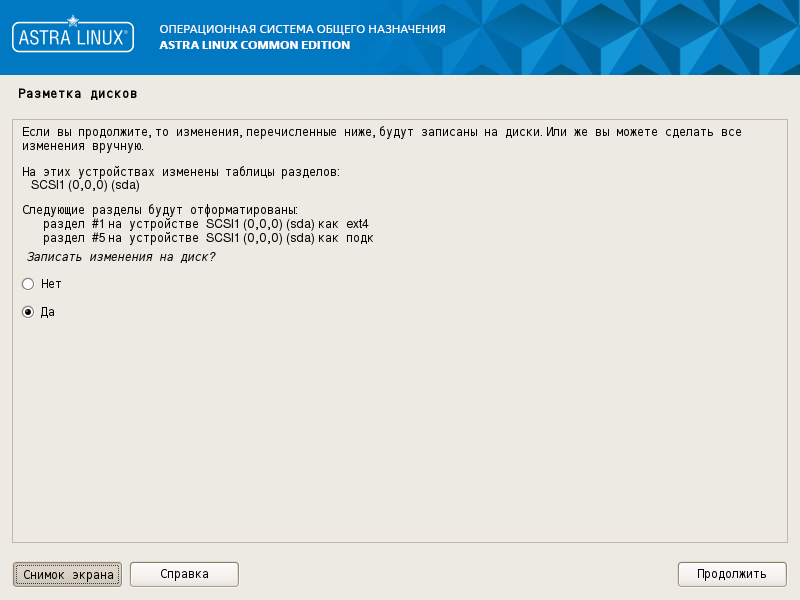 ASTRA LINUX®
ОПЕРАЦИОННАЯ СИСТЕМА ОБЩЕГО НАЗНАЧЕНИЯ
ASTRA LINUX COMMON EDITION
Разметка дисков
Если вы продолжите, то изменения, перечисленные ниже, будут записаны на диски. Или же вы можете сделать все
изменения вручную.
На этих устройствах изменены таблицы разделов:
SCSI1 (0,0,0) (sda)
Следующие разделы будут отформатированы:
раздел #1 на устройстве SCSI1 (0,0,0) (sda) как ext4
раздел #5 на устройстве SCSI1 (0,0,0) (sda) как подк
Записать изменения на диск?
Нет
Да
Снимок экрана
Справка
Продолжить